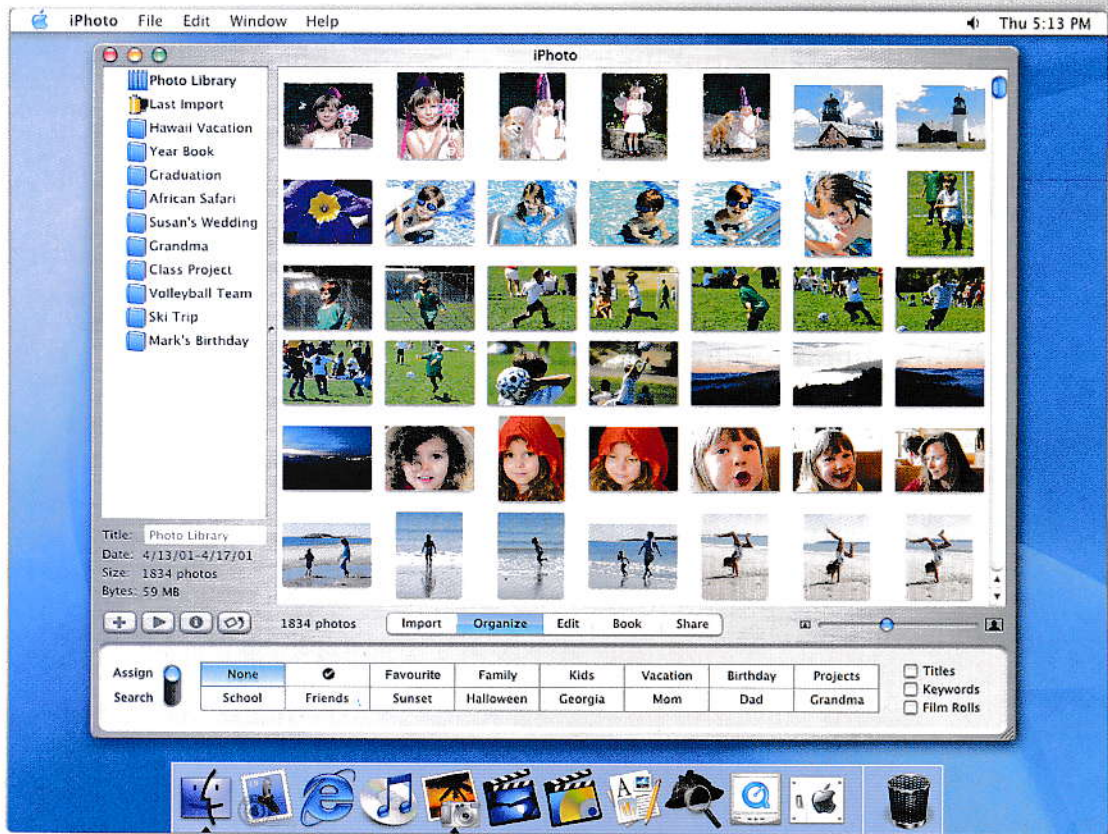 iPhoto File Edit Window Help Thu 5:13 PM
iPhoto
Photo Library
Last Import
Hawaii Vacation
Year Book
Graduation
African Safari
Susan's Wedding
Grandma
Class Project
Volleyball Team
Ski Trip
Mark's Birthday
Title: Photo Library
Date: 4/13/01-4/17/01
Size: 1834 photos
Bytes: 59 MB
1834 photos Import Organize Edit Book Share
Assign None Favourite Family Kids Vacation Birthday Projects
Search School Friends Sunset Halloween Georgia Mom Dad Grandma
Titles
Keywords
Film Rolls